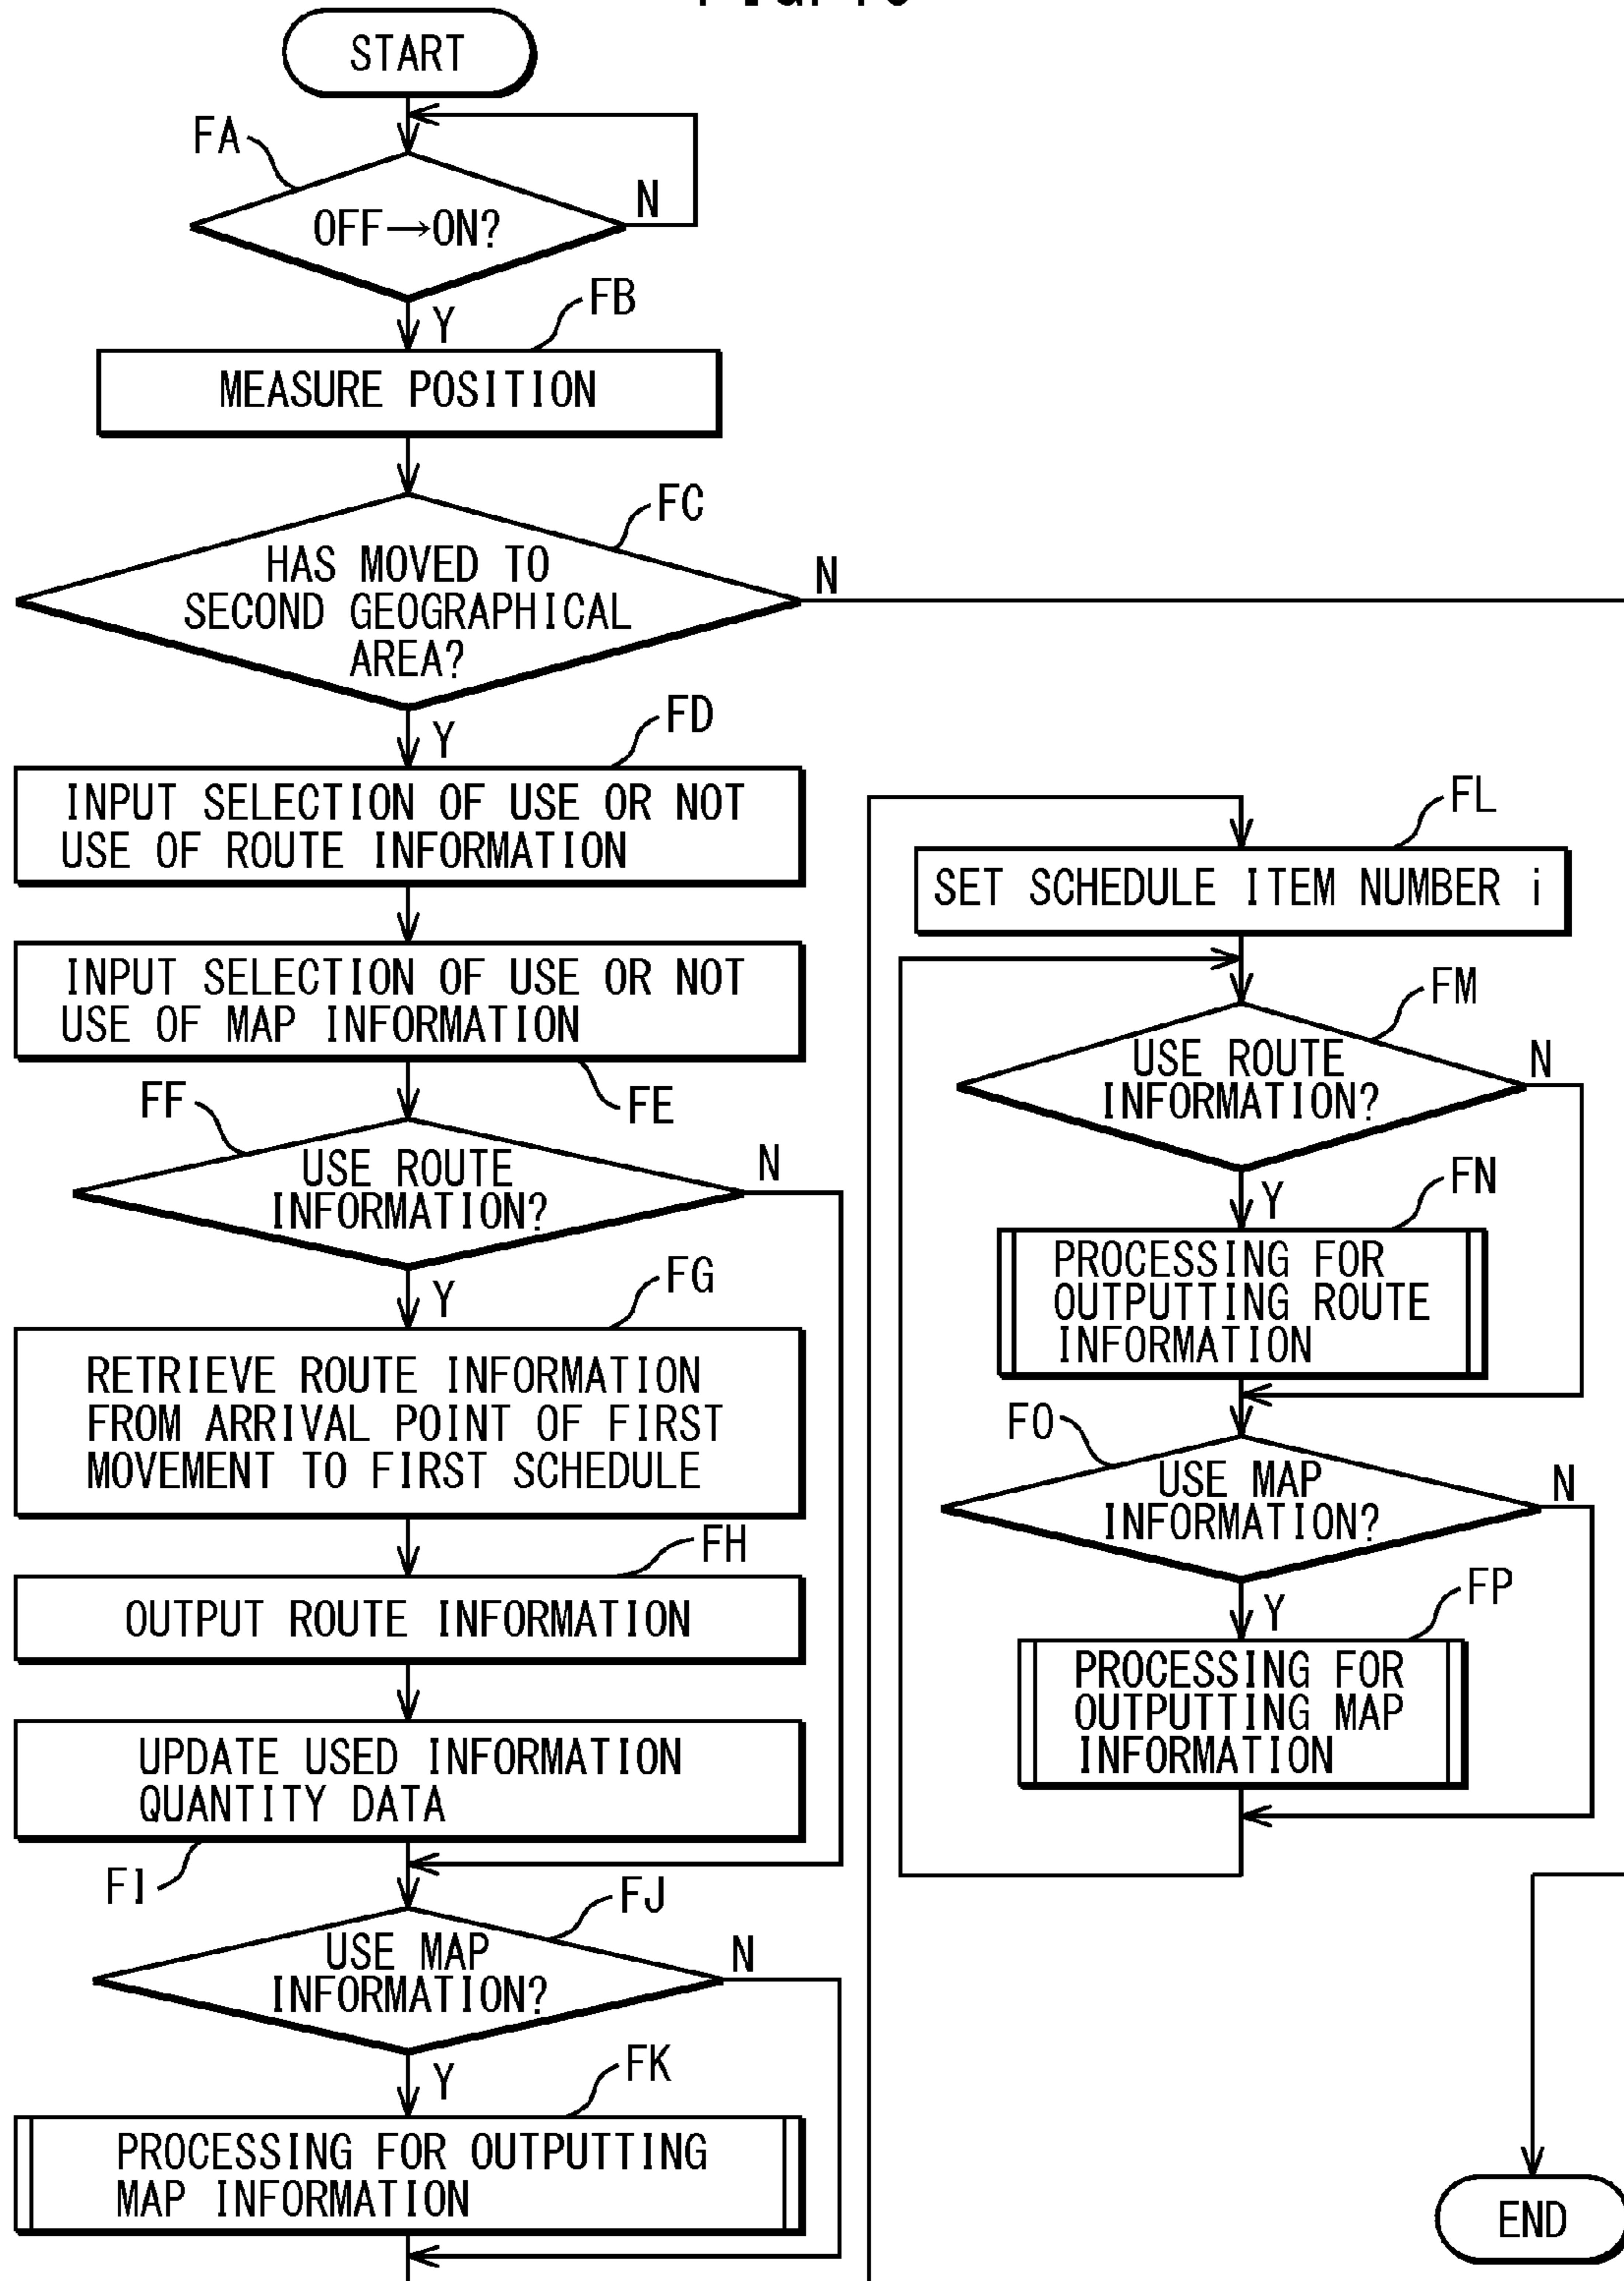 START
FA
OFF→ON?
N
Y
FB
MEASURE POSITION
FC
HAS MOVED TO
SECOND GEOGRAPHICAL
AREA?
N
Y
FD
INPUT SELECTION OF USE OR NOT
USE OF ROUTE INFORMATION
INPUT SELECTION OF USE OR NOT
USE OF MAP INFORMATION
FE
FF
USE ROUTE
INFORMATION?
N
Y
FG
RETRIEVE ROUTE INFORMATION
FROM ARRIVAL POINT OF FIRST
MOVEMENT TO FIRST SCHEDULE
FH
OUTPUT ROUTE INFORMATION
UPDATE USED INFORMATION
QUANTITY DATA
FI
FJ
USE MAP
INFORMATION?
N
Y
FK
PROCESSING FOR OUTPUTTING
MAP INFORMATION
FL
SET SCHEDULE ITEM NUMBER i
FM
USE ROUTE
INFORMATION?
N
Y
FN
PROCESSING FOR
OUTPUTTING ROUTE
INFORMATION
FO
USE MAP
INFORMATION?
N
Y
FP
PROCESSING FOR
OUTPUTTING MAP
INFORMATION
END